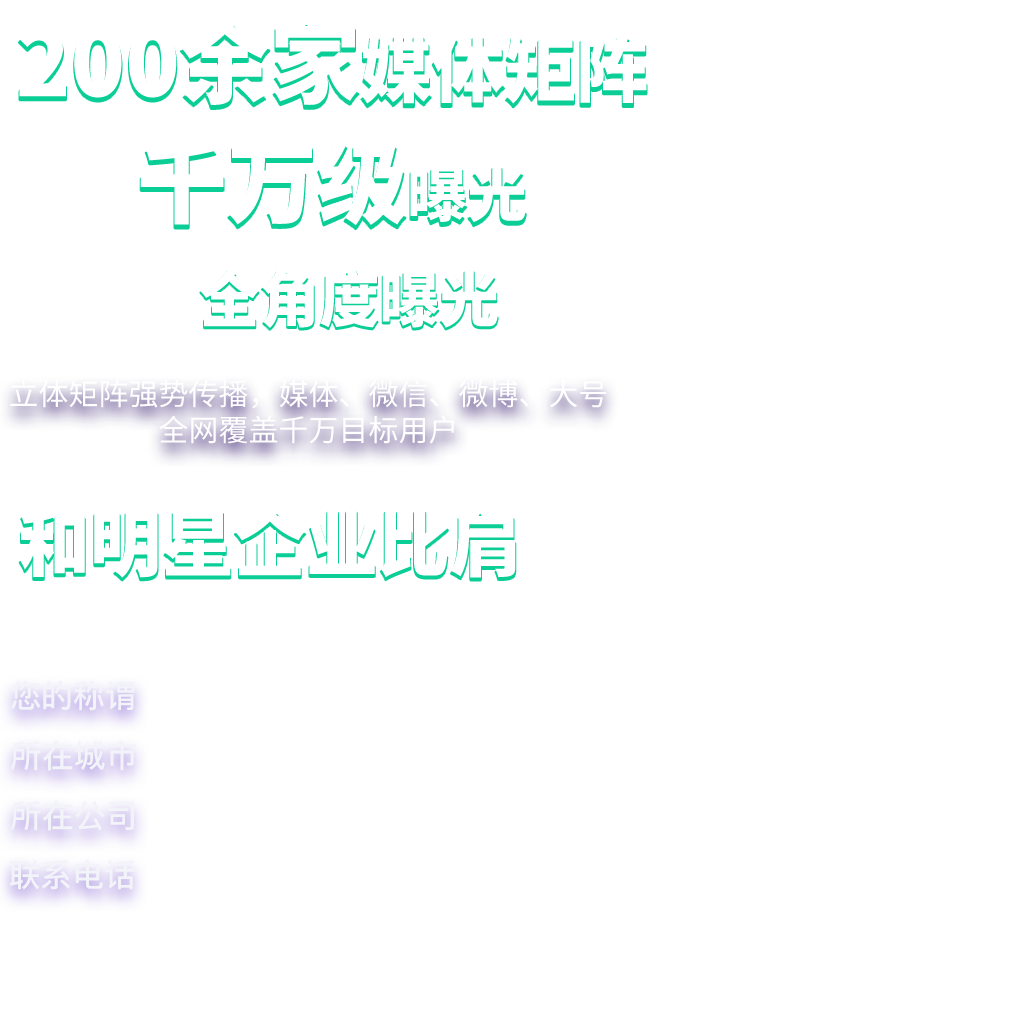 200余家媒体矩阵
千万级曝光
全角度曝光
立体矩阵强势传播，媒体、微信、微博、大号
全网覆盖千万目标用户
和明星企业比肩
您的称谓
所在城市
所在公司
联系电话